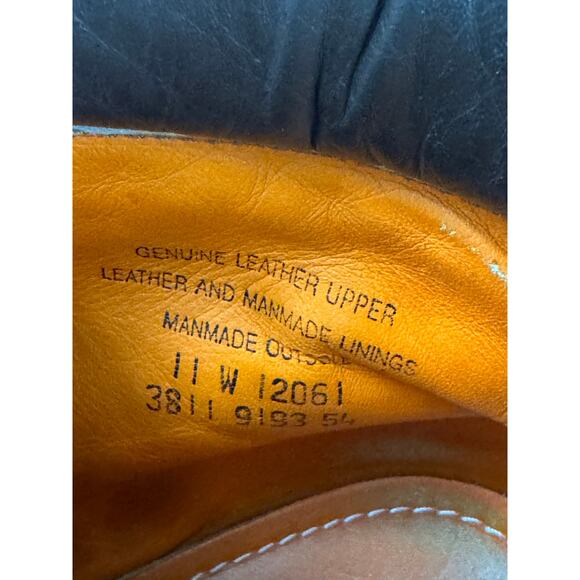 GENUINE LEATHER UPPER
LEATHER AND MANMADE LININGS
MANMADE OUTSOLE
11 W 12061
3811 9193 54